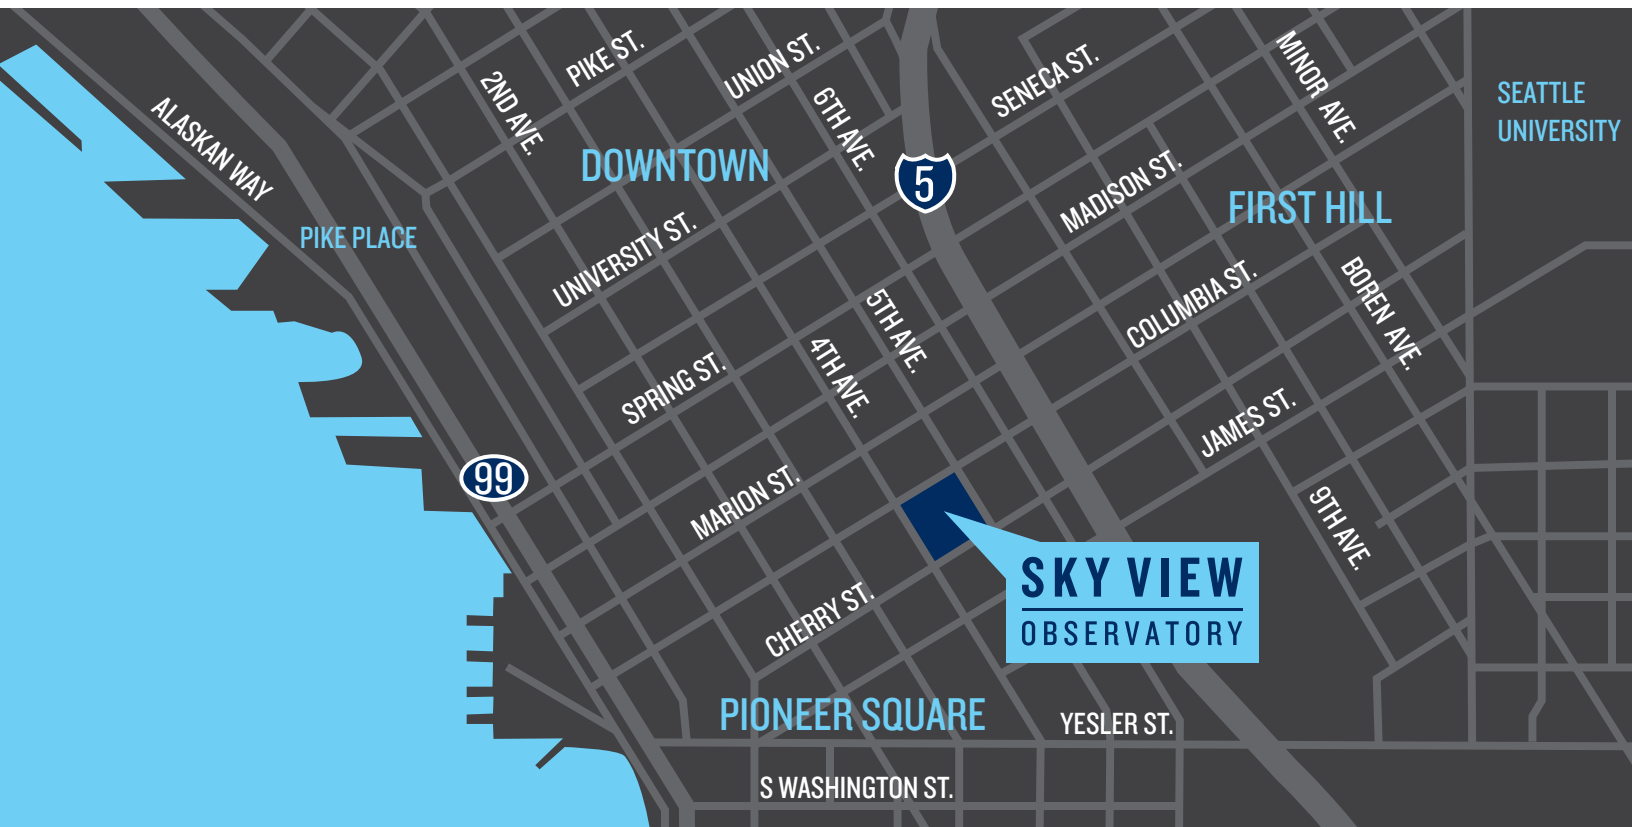 PIKE ST.
UNION ST.
SENECA ST.
MINOR AVE.
2ND AVE.
6TH AVE.
SEATTLE
UNIVERSITY
ALASKAN WAY
DOWNTOWN
5
MADISON ST.
FIRST HILL
PIKE PLACE
UNIVERSITY ST.
COLUMBIA ST.
BOREN AVE.
5TH AVE.
4TH AVE.
SPRING ST.
JAMES ST.
99
MARION ST.
9TH AVE.
SKY VIEW
OBSERVATORY
CHERRY ST.
PIONEER SQUARE
YESLER ST.
S WASHINGTON ST.